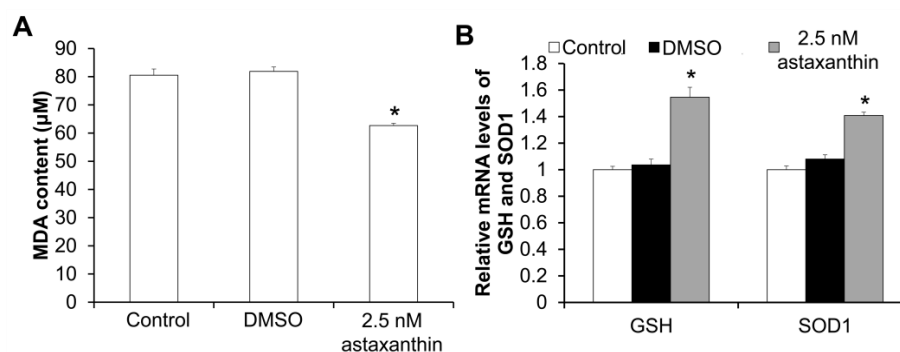 A
MDA content (µM)
90
80
70
60
50
40
30
20
10
0
*
Control
DMSO
2.5 nM
astaxanthin
B
Control
DMSO
2.5 nM
astaxanthin
Relative mRNA levels of
GSH and SOD1
1.8
1.6
1.4
1.2
1
0.8
0.6
0.4
0.2
0
*
*
GSH
SOD1